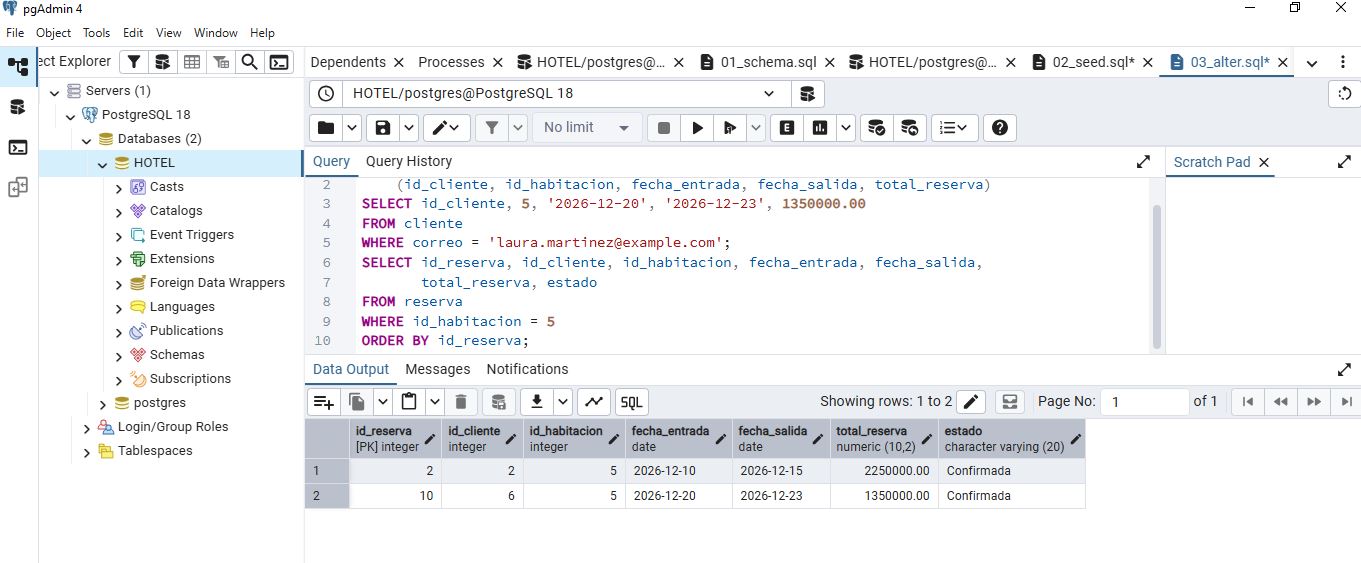 pgAdmin 4
File Object Tools Edit View Window Help
ect Explorer
Dependents Processes HOTEL/postgres@... 01_schema.sql HOTEL/postgres@... 02_seed.sql* 03_alter.sql*
Servers (1)
PostgreSQL 18
Databases (2)
HOTEL
Casts
Catalogs
Event Triggers
Extensions
Foreign Data Wrappers
Languages
Publications
Schemas
Subscriptions
postgres
Login/Group Roles
Tablespaces
HOTEL/postgres@PostgreSQL 18
No limit
E
Query Query History
Scratch Pad
2 (id_cliente, id_habitacion, fecha_entrada, fecha_salida, total_reserva)
3 SELECT id_cliente, 5, '2026-12-20', '2026-12-23', 1350000.00
4 FROM cliente
5 WHERE correo = 'laura.martinez@example.com';
6 SELECT id_reserva, id_cliente, id_habitacion, fecha_entrada, fecha_salida,
7 total_reserva, estado
8 FROM reserva
9 WHERE id_habitacion = 5
10 ORDER BY id_reserva;
Data Output Messages Notifications
SQL Showing rows: 1 to 2 Page No: 1 of 1
id_reserva id_cliente id_habitacion fecha_entrada fecha_salida total_reserva estado
[PK] integer integer integer date date numeric (10,2) character varying (20)
1 2 2 5 2026-12-10 2026-12-15 2250000.00 Confirmada
2 10 6 5 2026-12-20 2026-12-23 1350000.00 Confirmada